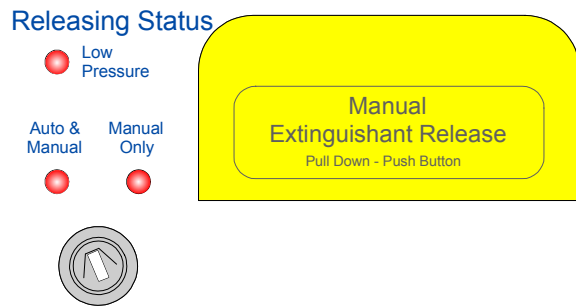 Releasing Status
Low
Pressure
Auto &
Manual
Manual
Only
Manual
Extinguishant Release
Pull Down - Push Button